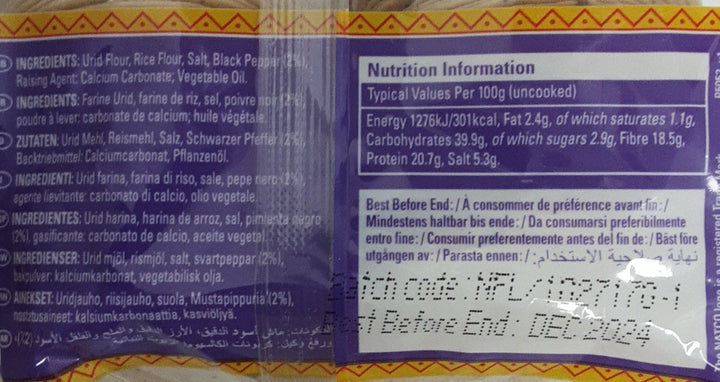 INGREDIENTS: Urid Flour, Rice Flour, Salt, Black Pepper (2%),
Raising Agent: Calcium Carbonate; Vegetable Oil.
INGRÉDIENTS: Farine Urid, farine de riz, sel, poivre noir (2%),
poudre à lever: carbonate de calcium; huile végétale.
ZUTATEN: Urid Mehl, Reismehl, Salz, Schwarzer Pfeffer (2%),
Backtriebmittel: Calciumcarbonat, Pflanzenöl.
INGREDIENTI: Urid farina, farina di riso, sale, pepe nero (2%),
agente lievitante: carbonato di calcio, olio vegetale.
INGREDIENTES: Urid harina, harina de arroz, sal, pimienta negro
(2%), gasificante: carbonato de calcio, aceite vegetal.
INGREDIENSER: Urid mjöl, rismjöl, salt, svartpeppar (2%),
bakpulver: kalciumkarbonat, vegetabilisk olja.
AINEKSET: Uridjauho, riisijauho, suola, Mustapippuria (2%),
nostatusaineet: kalsiumkarbonaattia, kasviöljyä.
Nutrition Information
Typical Values Per 100g (uncooked)
Energy 1276kJ/301kcal, Fat 2.4g, of which saturates 1.1g,
Carbohydrates 39.9g, of which sugars 2.9g, Fibre 18.5g,
Protein 20.7g, Salt 5.3g.
Best Before End: / À consommer de préférence avant fin: /
Mindestens haltbar bis ende: / Da consumarsi preferibilmente
entro fine: / Consumir preferentemente antes del fin de: / Bäst före
utgången av: / Parasta ennen: / نهاية صلاحية الاستخدام:
Batch code: MFL/1027170-1
Best Before End: DEC 2024